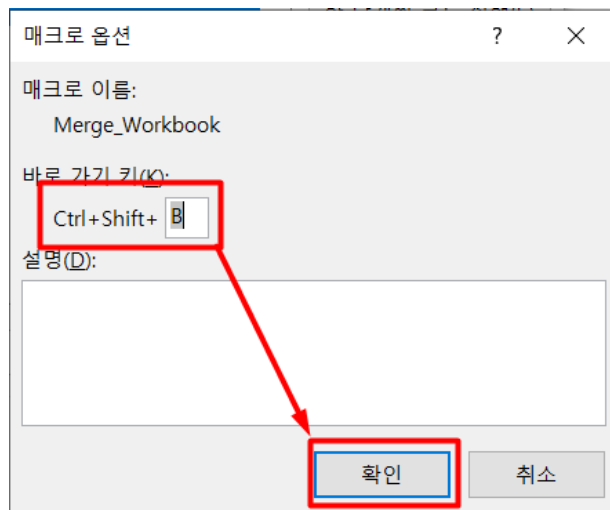 매크로 옵션 ?
매크로 이름:
Merge_Workbook
바로 가기 키(K):
Ctrl+Shift+ B
설명(D):
확인 취소